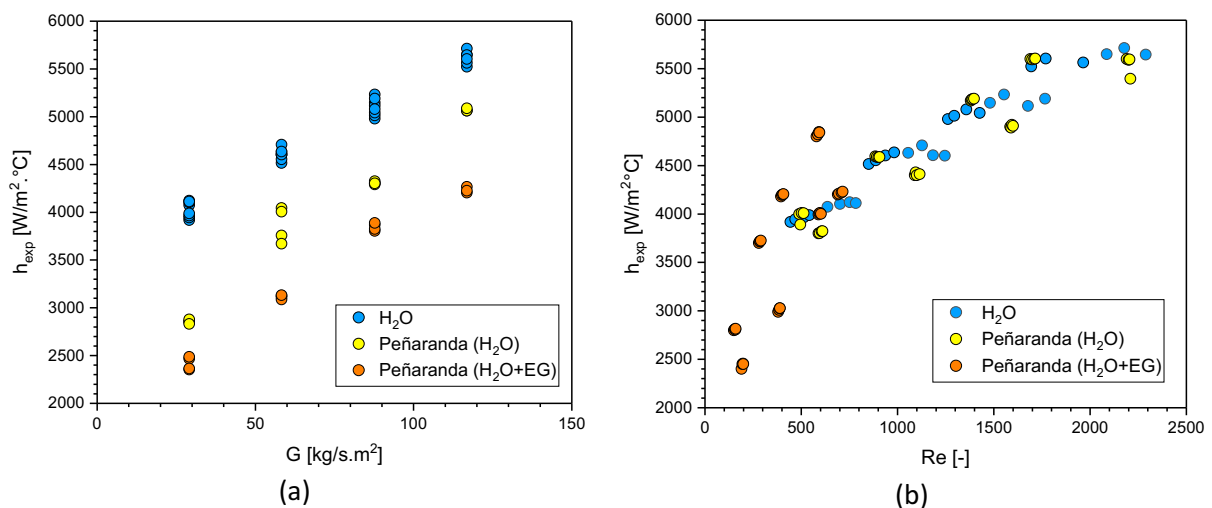 6000
5500
5000
4500
4000
3500
3000
2500
2000
h_exp [W/m².°C]
H₂O
Peñaranda (H₂O)
Peñaranda (H₂O+EG)
0
50
100
150
G [kg/s.m²]
(a)
6000
5500
5000
4500
4000
3500
3000
2500
2000
h_exp [W/m²°C]
H₂O
Peñaranda (H₂O)
Peñaranda (H₂O+EG)
0
500
1000
1500
2000
2500
Re [-]
(b)